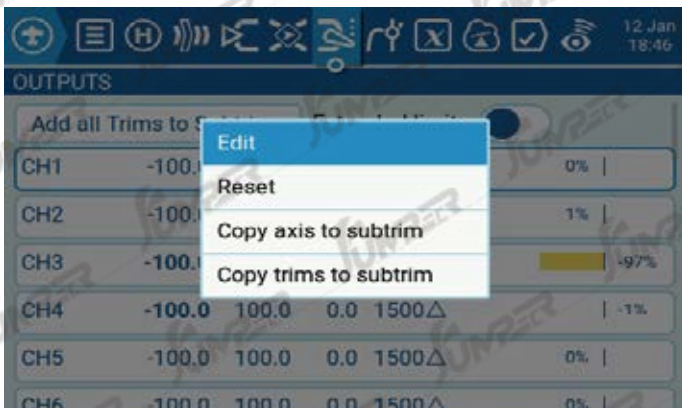 12 Jan
18:46
OUTPUTS
Add all Trims to
Edit
Reset
Copy axis to subtrim
Copy trims to subtrim
CH1 -100. 0%
CH2 -100. 1%
CH3 -100. -97%
CH4 -100.0 100.0 0.0 1500△ -1%
CH5 -100.0 100.0 0.0 1500△ 0%
CH6 -100.0 100.0 0.0 1500△ 0%
JUMPER